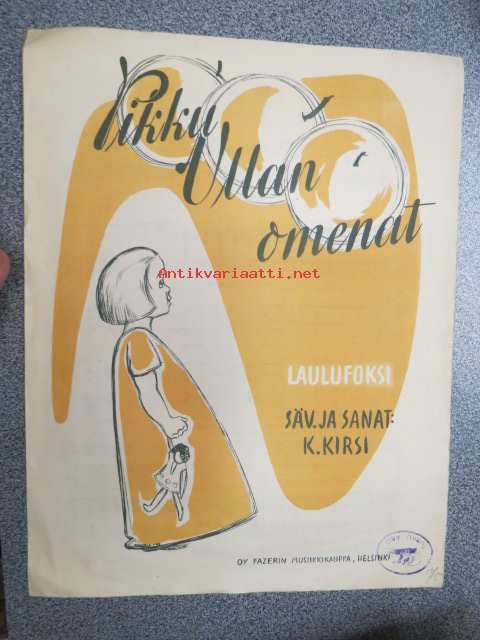 Pikku
Ullan
omenat
Antikvariaatti.net
LAULUFOKSI
SÄV. JA SANAT:
K. KIRSI
OY FAZERIN MUSIIKKIKAUPPA, HELSINKI